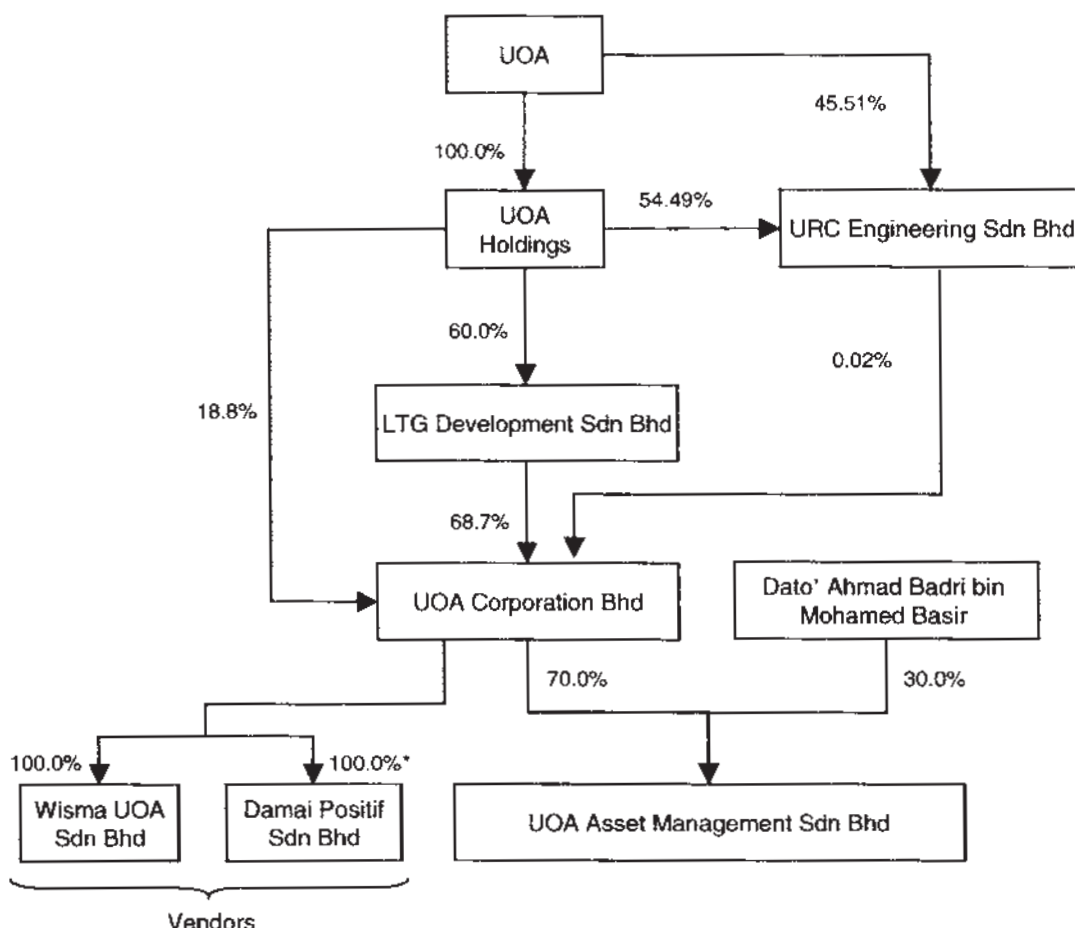 UOA
45.51%
100.0%
UOA
Holdings
54.49%
URC Engineering Sdn Bhd
60.0%
0.02%
18.8%
LTG Development Sdn Bhd
68.7%
UOA Corporation Bhd
Dato' Ahmad Badri bin
Mohamed Basir
70.0%
30.0%
100.0%
100.0%*
Wisma UOA
Sdn Bhd
Damai Positif
Sdn Bhd
UOA Asset Management Sdn Bhd
Vendors